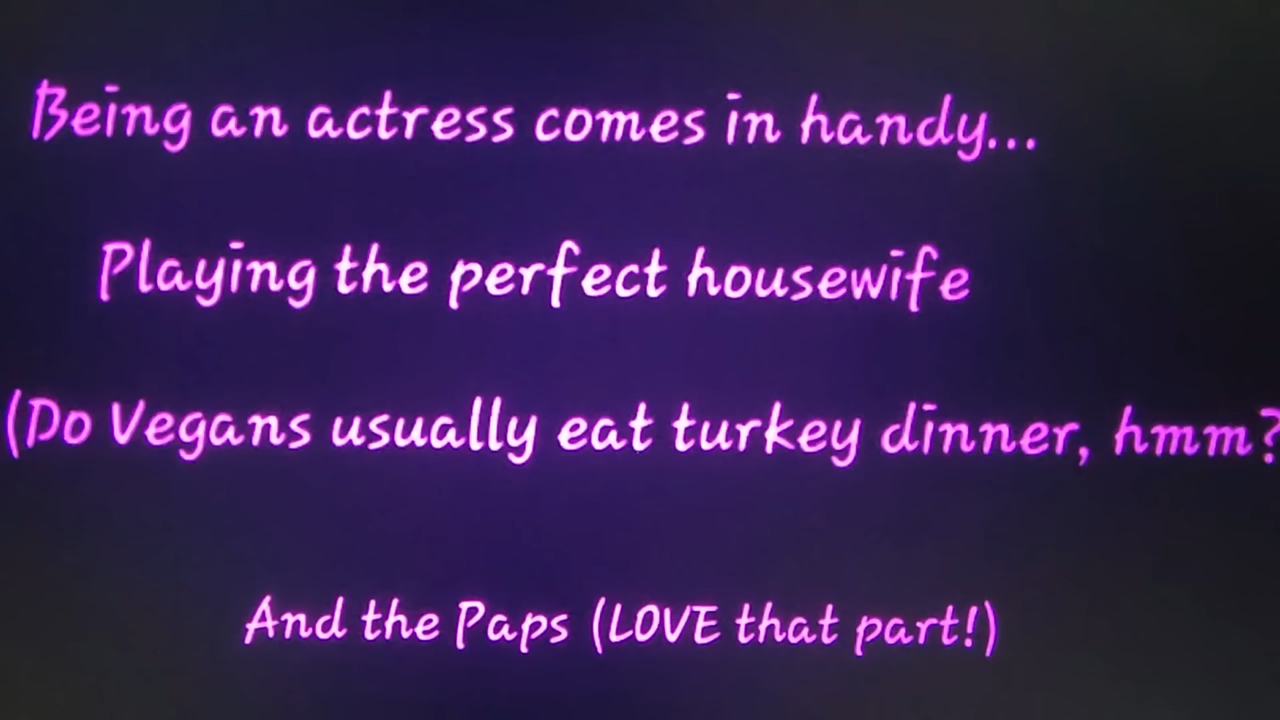 Being an actress comes in handy...
Playing the perfect housewife
(Do Vegans usually eat turkey dinner, hmm?
And the Paps (LOVE that part!)